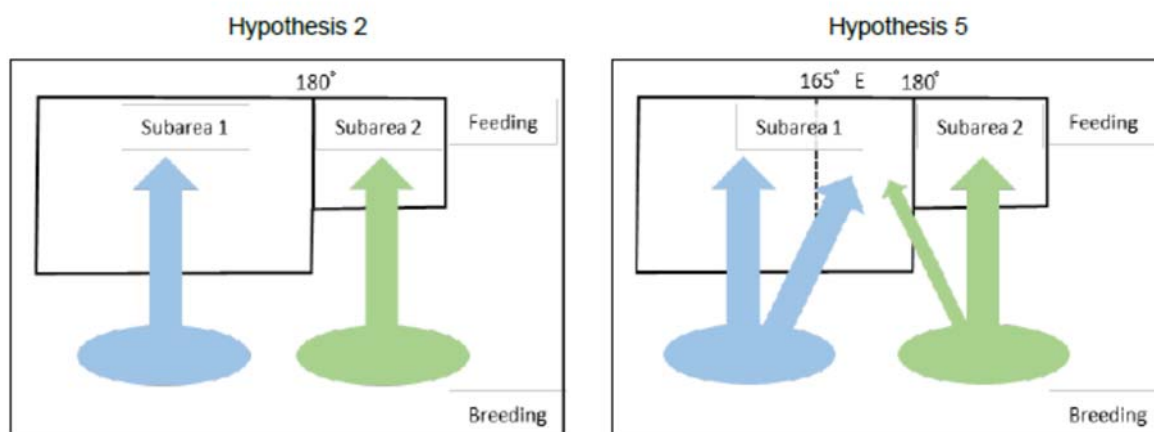 Hypothesis 2
180°
Subarea 1
Subarea 2
Feeding
Breeding
Hypothesis 5
165° E 180°
Subarea 1
Subarea 2
Feeding
Breeding